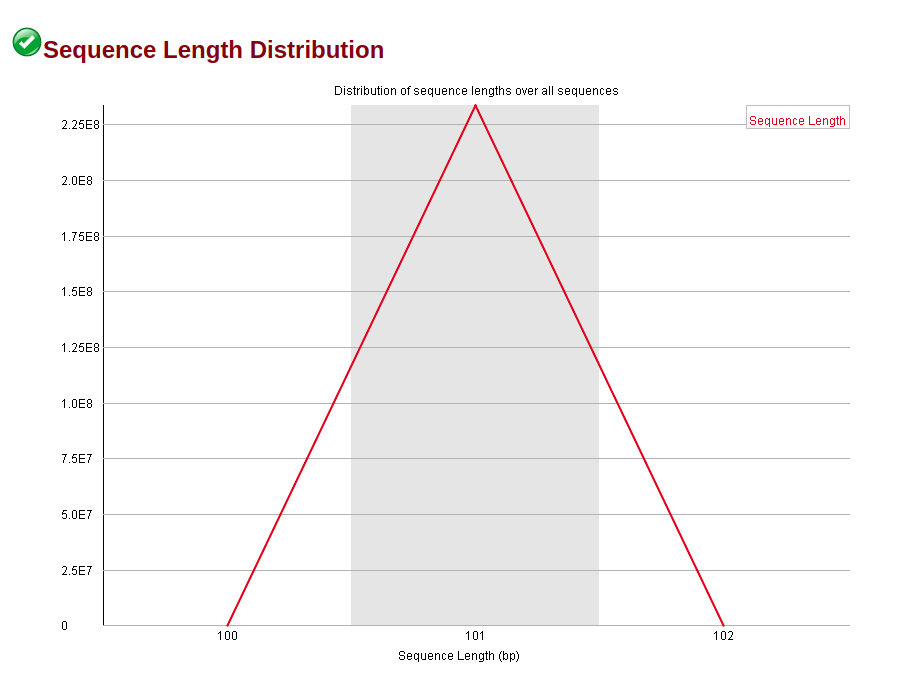 Sequence Length Distribution
Distribution of sequence lengths over all sequences
Sequence Length
2.25E8
2.0E8
1.75E8
1.5E8
1.25E8
1.0E8
7.5E7
5.0E7
2.5E7
0
100 101 102
Sequence Length (bp)